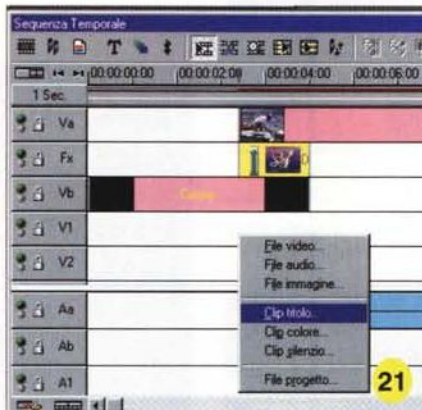 Sequenza Temporale
T
00:00:00:00 00:00:02:00 00:00:04:00 00:00:06:00
1 Sec.
Va
Fx
Vb
V1
V2
File video...
File audio...
File immagine...
Clip titolo...
Clip colore...
Clip silenzio...
File progetto...
Aa
Ab
A1
21